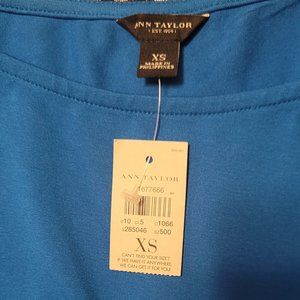 ANN TAYLOR
EST. 1954
XS
MADE IN
PHILIPPINES
ANN TAYLOR
1677666
10 5 1066
285046 500
XS
CAN'T FIND YOUR SIZE?
IF WE HAVE IT ANYWHERE,
WE CAN GET IT FOR YOU!